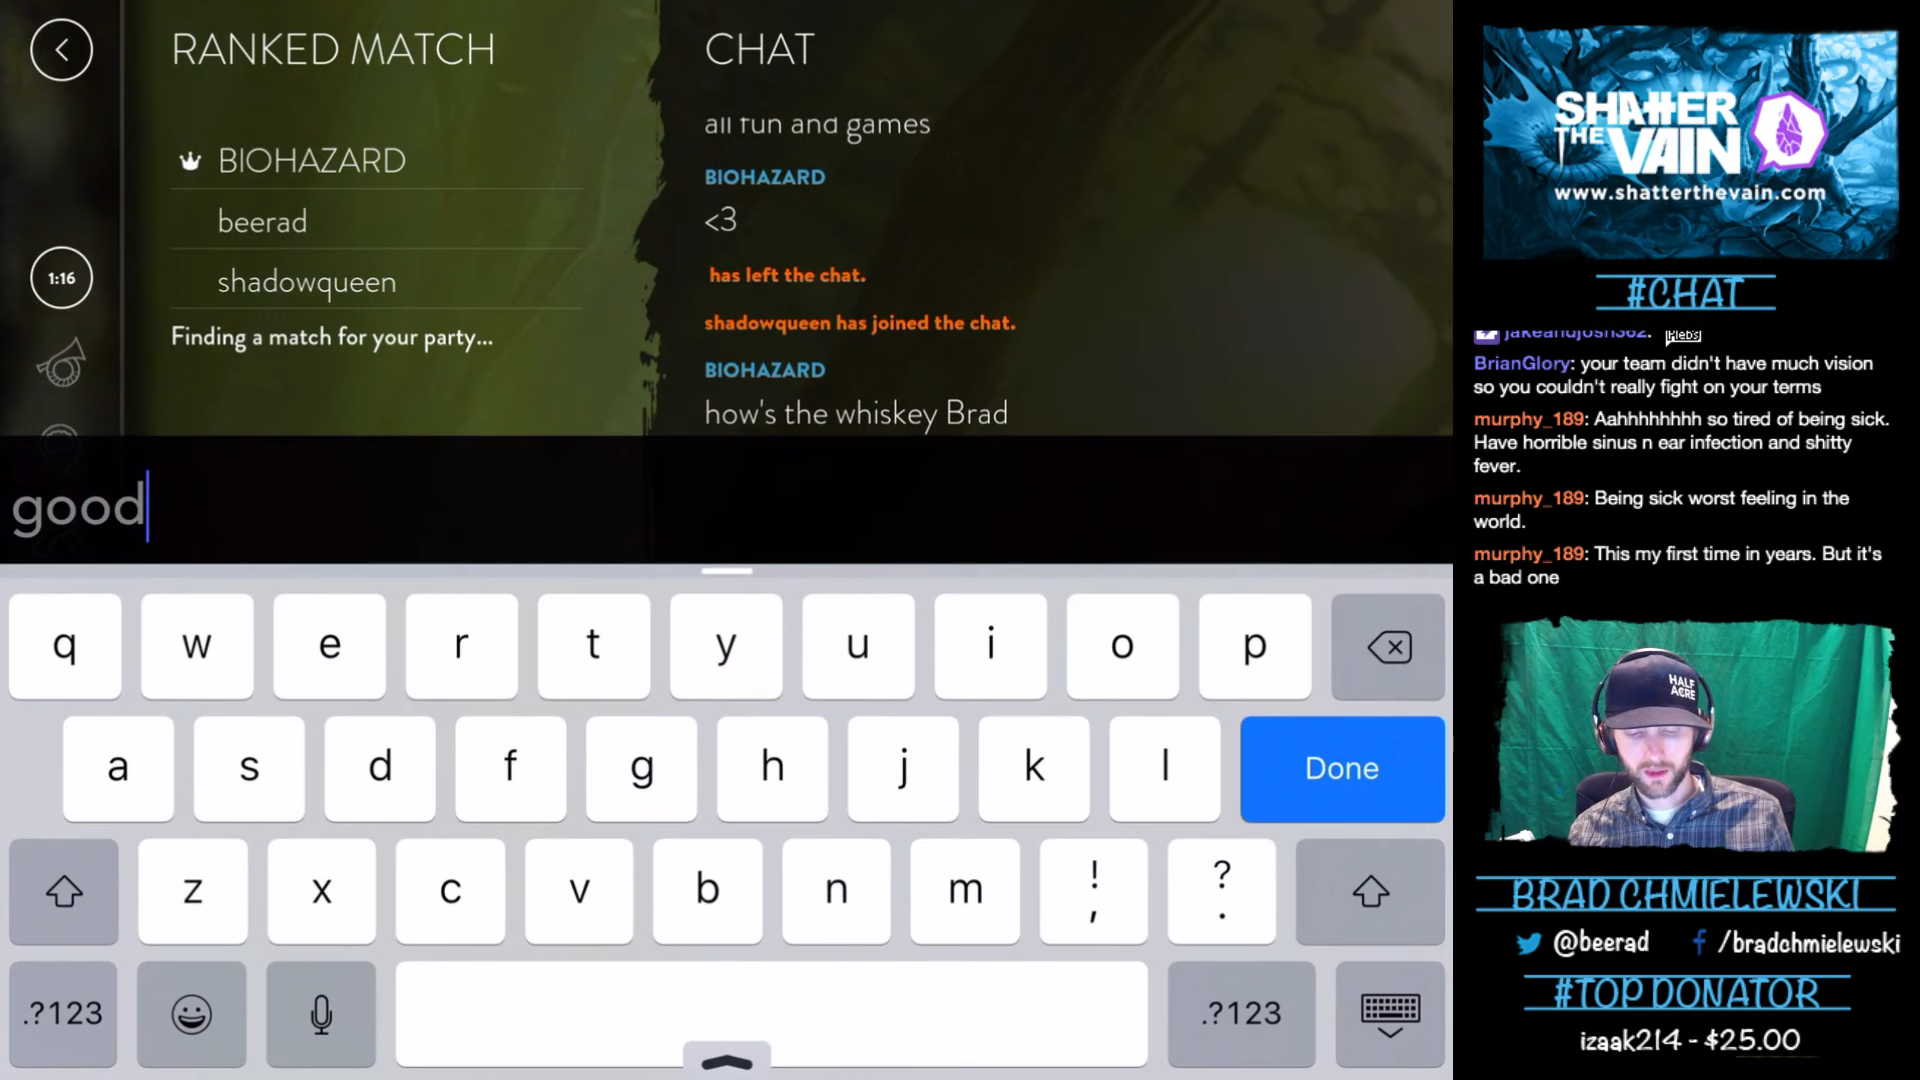 RANKED MATCH
BIOHAZARD
beerad
shadowqueen
Finding a match for your party...
1:16
CHAT
all fun and games
BIOHAZARD
<3
has left the chat.
shadowqueen has joined the chat.
BIOHAZARD
how's the whiskey Brad
good
q w e r t y u i o p
a s d f g h j k l Done
z x c v b n m ! , ? .
.?123 .?123
SHATTER
THE VAIN
www.shatterthevain.com
#CHAT
jakeandjosh362: Plebs
BrianGlory: your team didn't have much vision
so you couldn't really fight on your terms
murphy_189: Aahhhhhhhh so tired of being sick.
Have horrible sinus n ear infection and shitty
fever.
murphy_189: Being sick worst feeling in the
world.
murphy_189: This my first time in years. But it's
a bad one
HALF
ACRE
BRAD CHMIELEWSKI
@beerad /bradchmielewski
#TOP DONATOR
izaak214 - $25.00